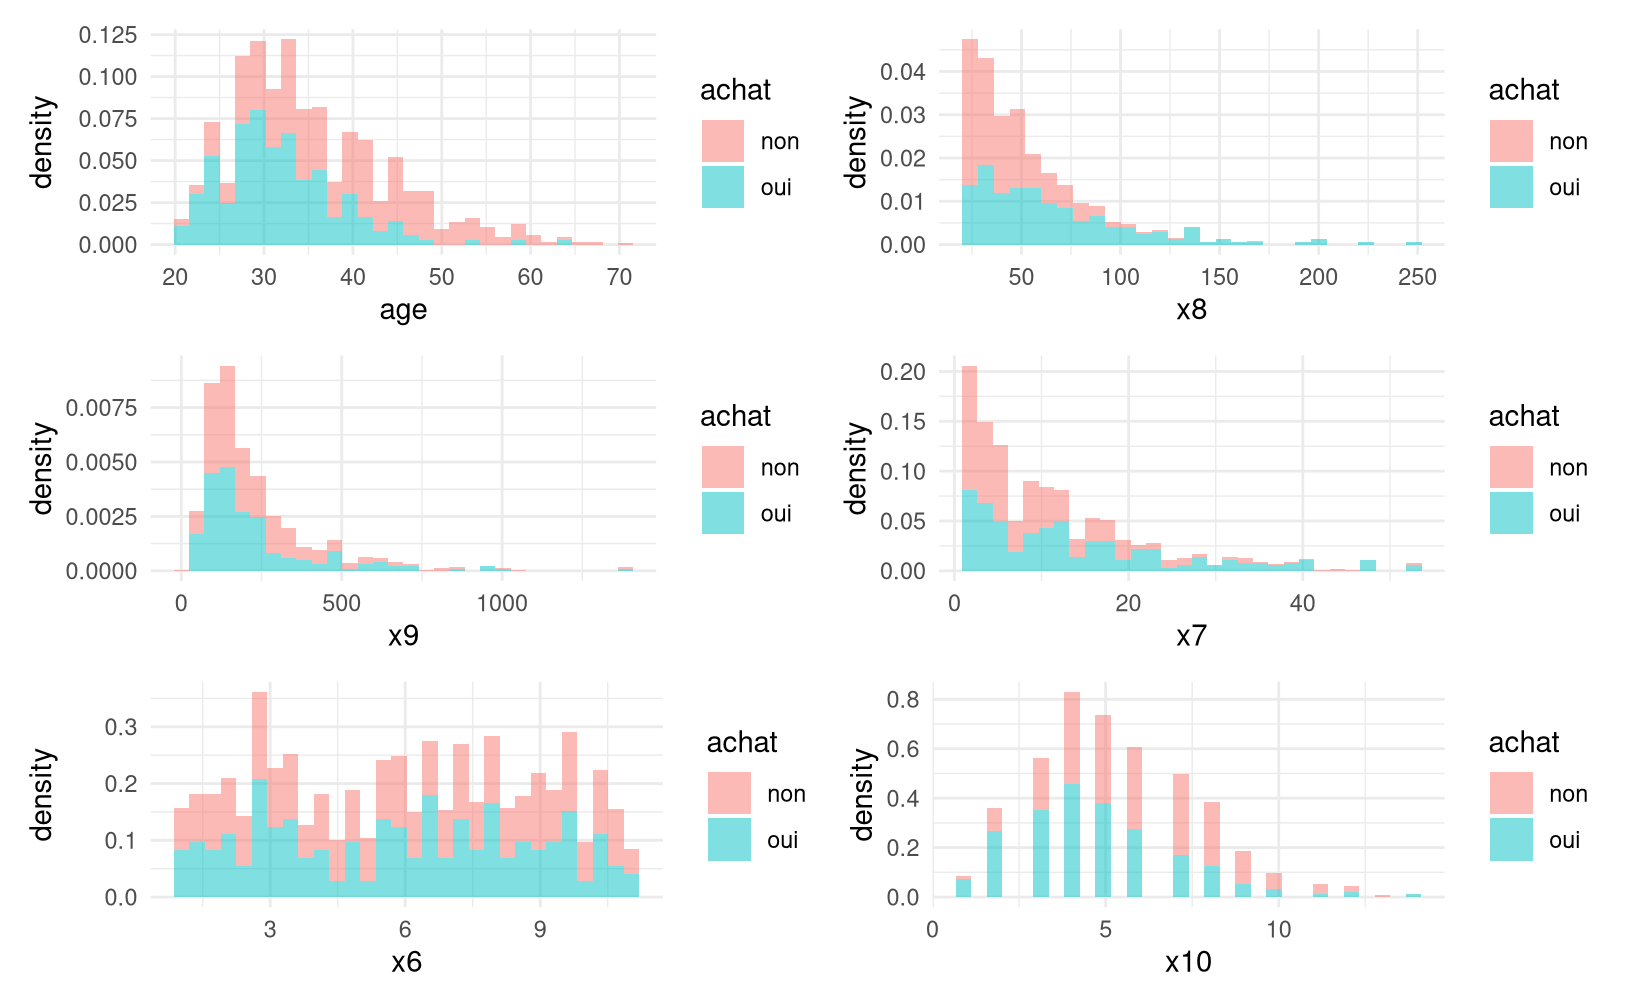 density
0.125
0.100
0.075
0.050
0.025
0.000
20 30 40 50 60 70
age
achat
non
oui
density
0.04
0.03
0.02
0.01
0.00
50 100 150 200 250
x8
achat
non
oui
density
0.0075
0.0050
0.0025
0.0000
0 500 1000
x9
achat
non
oui
density
0.20
0.15
0.10
0.05
0.00
0 20 40
x7
achat
non
oui
density
0.3
0.2
0.1
0.0
3 6 9
x6
achat
non
oui
density
0.8
0.6
0.4
0.2
0.0
0 5 10
x10
achat
non
oui